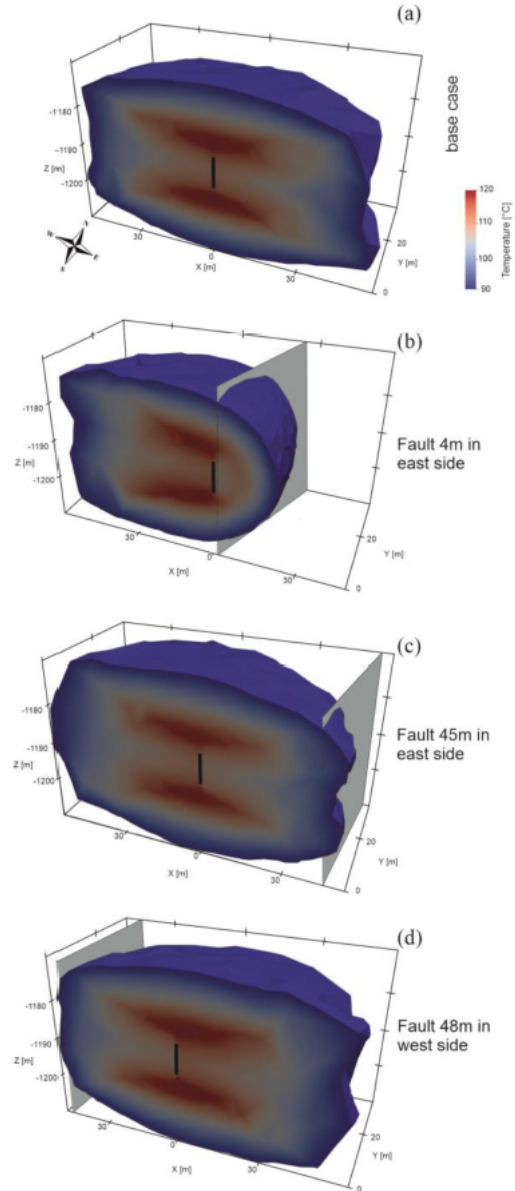 (a)
base case
-1180
-1190
Z [m]
-1200
30
0
X [m]
30
Y [m]
20
0
N
E
120
110
100
90
Temperature [°C]
(b)
Fault 4m in
east side
-1180
-1190
Z [m]
-1200
30
0
X [m]
30
Y [m]
20
0
(c)
Fault 45m in
east side
-1180
-1190
Z [m]
-1200
30
0
X [m]
30
Y [m]
20
0
(d)
Fault 48m in
west side
-1180
-1190
Z [m]
-1200
30
0
X [m]
30
Y [m]
20
0